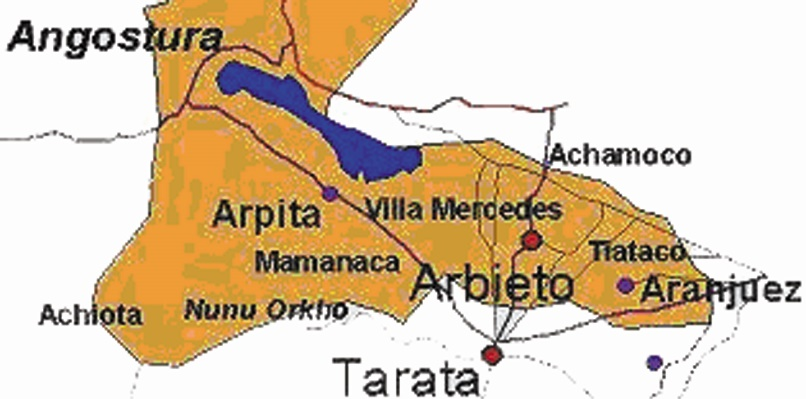 Angostura
Achamoco
Arpita
Villa Mercedes
Mamanaca
Tiataco
Arbieto
Aranjuez
Achiota
Nunu Orkho
Tarata